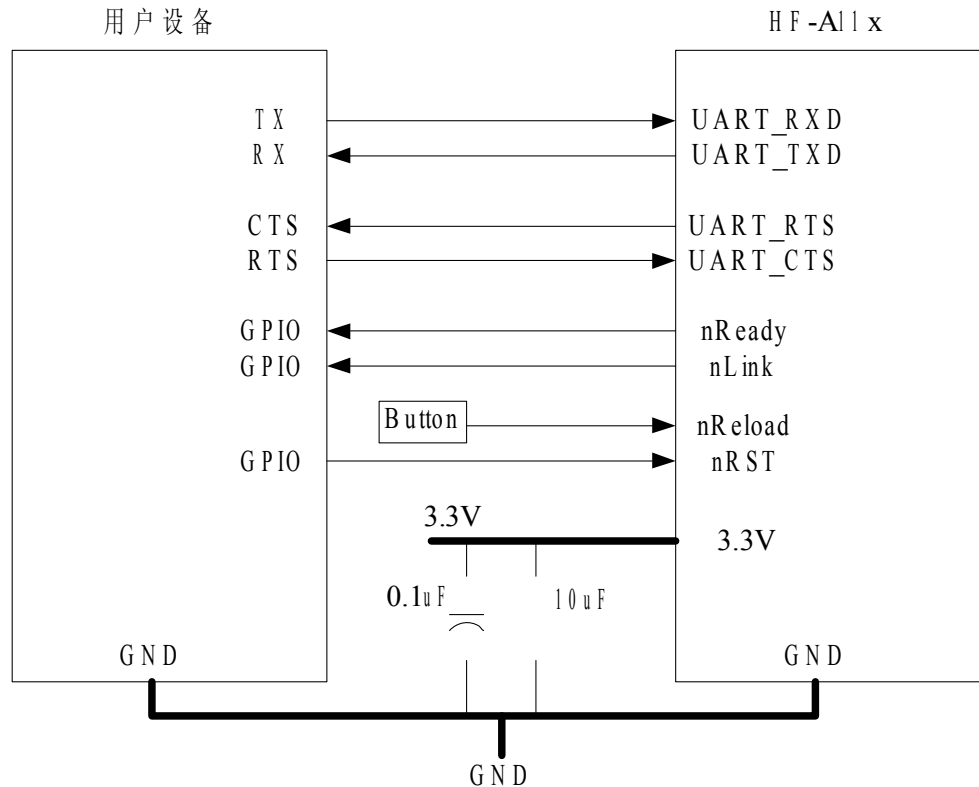 用户设备
HF-A11x
TX
UART_RXD
RX
UART_TXD
CTS
UART_RTS
RTS
UART_CTS
GPIO
nReady
GPIO
nLink
Button
nReload
GPIO
nRST
3.3V
3.3V
0.1uF
10uF
GND
GND
GND